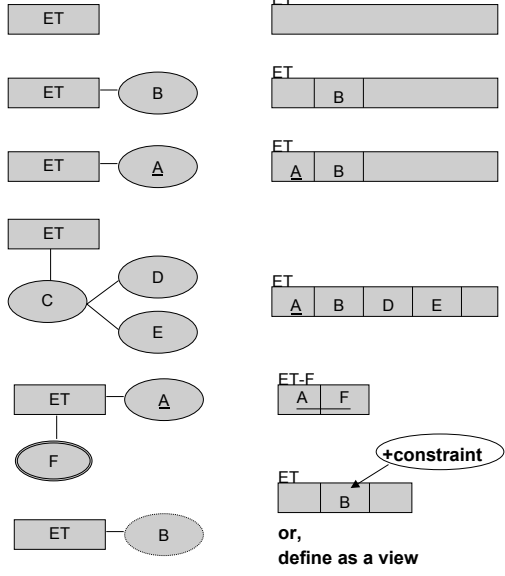 ET
ET
ET B
ET
B
ET A
ET
A B
ET
C D E
ET
A B D E
ET A
F
ET-F
A F
+constraint
ET
B
ET B
or,
define as a view